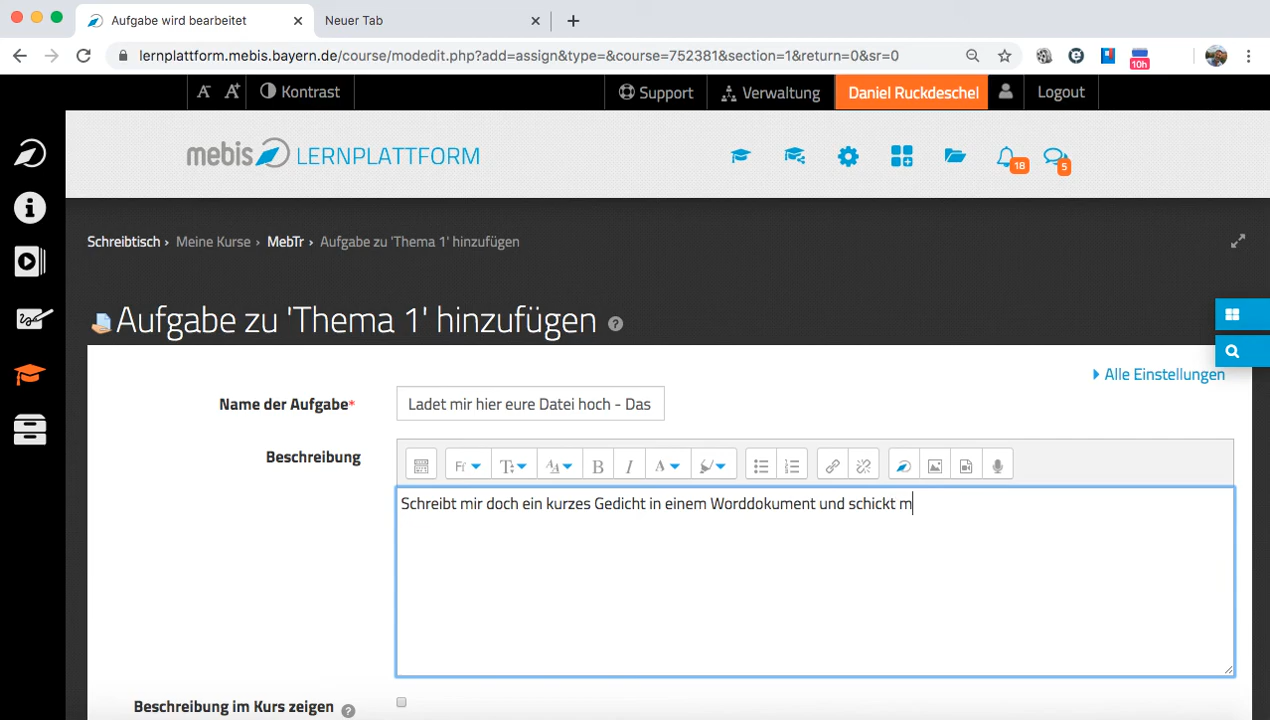 Aufgabe wird bearbeitet
Neuer Tab
lernplattform.mebis.bayern.de/course/modedit.php?add=assign&type=&course=752381&section=1&return=0&sr=0
10h
A A Kontrast
Support
Verwaltung
Daniel Ruckdeschel
Logout
mebis LERNPLATTFORM
18
5
Schreibtisch › Meine Kurse › MebTr › Aufgabe zu 'Thema 1' hinzufügen
Aufgabe zu 'Thema 1' hinzufügen
Alle Einstellungen
Name der Aufgabe*
Ladet mir hier eure Datei hoch - Das
Beschreibung
Schreibt mir doch ein kurzes Gedicht in einem Worddokument und schickt m
Beschreibung im Kurs zeigen